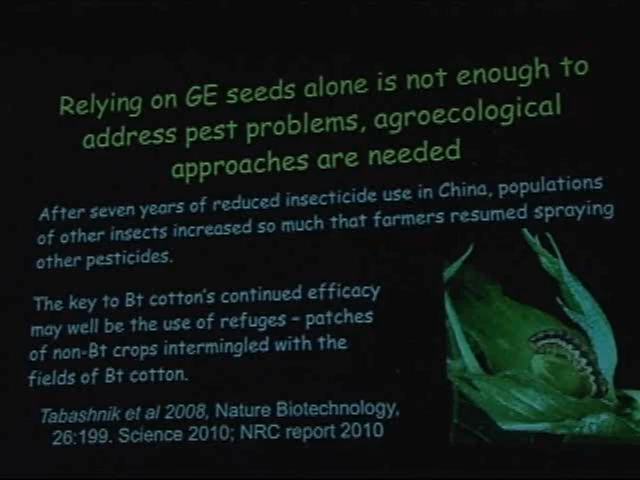 Relying on GE seeds alone is not enough to
address pest problems, agroecological
approaches are needed
After seven years of reduced insecticide use in China, populations
of other insects increased so much that farmers resumed spraying
other pesticides.
The key to Bt cotton's continued efficacy
may well be the use of refuges – patches
of non-Bt crops intermingled with the
fields of Bt cotton.
Tabashnik et al 2008, Nature Biotechnology,
26:199. Science 2010; NRC report 2010